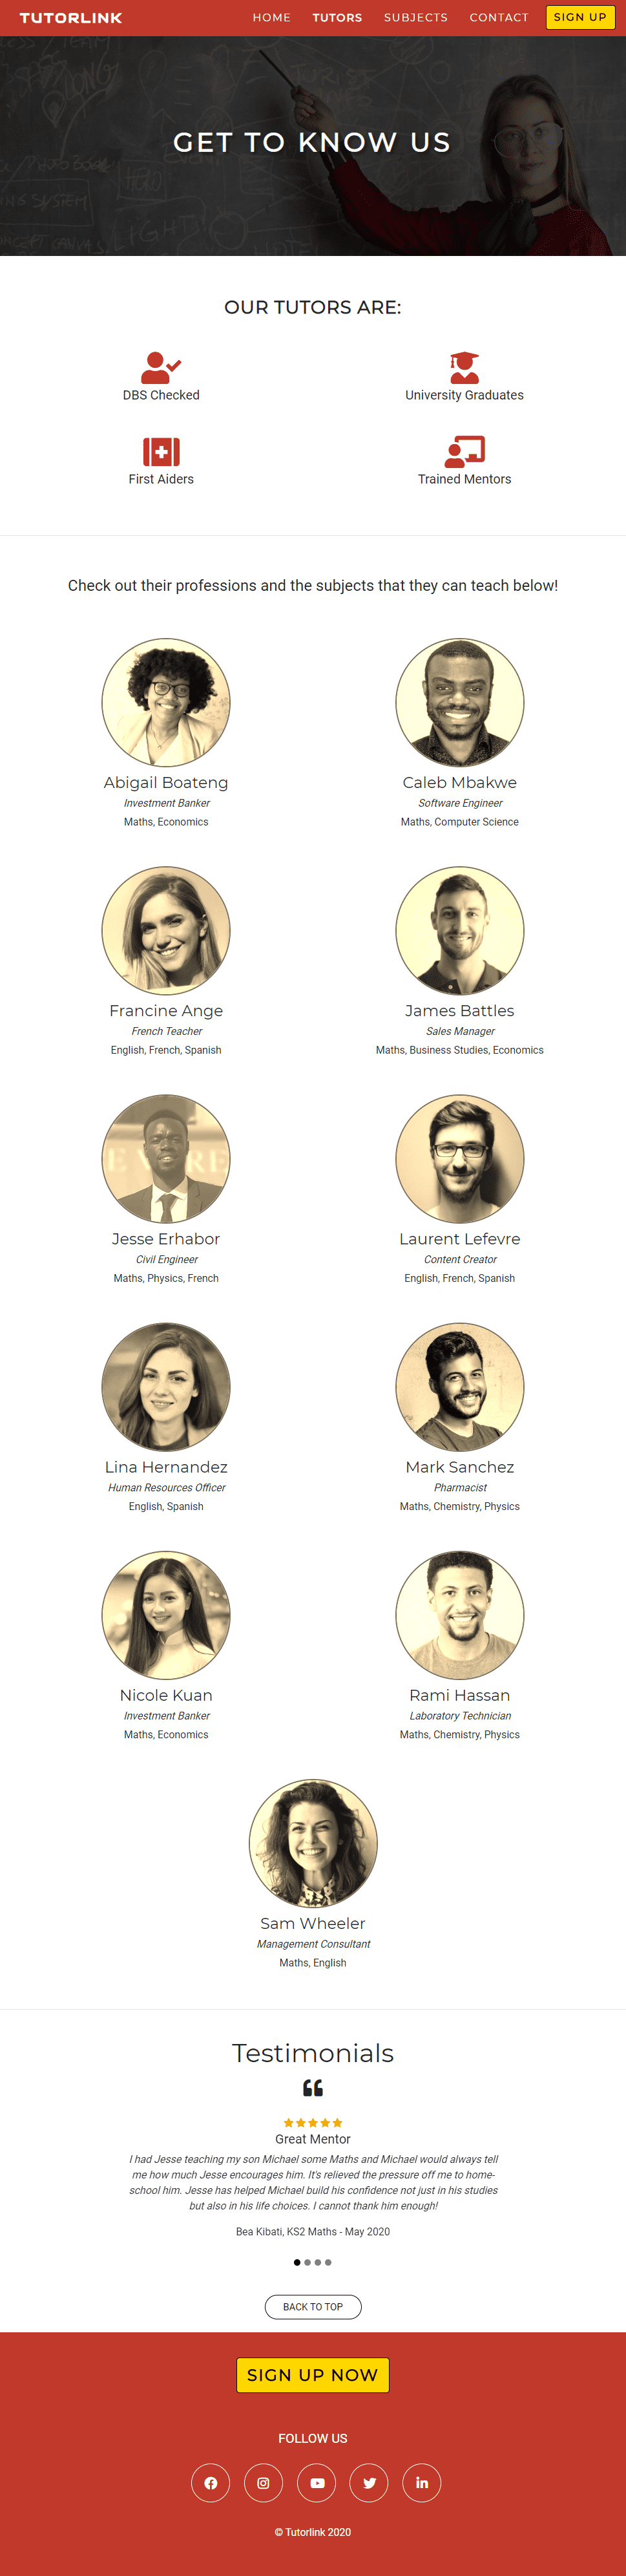 TUTORLINK
HOME TUTORS SUBJECTS CONTACT SIGN UP
GET TO KNOW US
OUR TUTORS ARE:
DBS Checked
University Graduates
First Aiders
Trained Mentors
Check out their professions and the subjects that they can teach below!
Abigail Boateng
Investment Banker
Maths, Economics
Caleb Mbakwe
Software Engineer
Maths, Computer Science
Francine Ange
French Teacher
English, French, Spanish
James Battles
Sales Manager
Maths, Business Studies, Economics
Jesse Erhabor
Civil Engineer
Maths, Physics, French
Laurent Lefevre
Content Creator
English, French, Spanish
Lina Hernandez
Human Resources Officer
English, Spanish
Mark Sanchez
Pharmacist
Maths, Chemistry, Physics
Nicole Kuan
Investment Banker
Maths, Economics
Rami Hassan
Laboratory Technician
Maths, Chemistry, Physics
Sam Wheeler
Management Consultant
Maths, English
Testimonials
Great Mentor
I had Jesse teaching my son Michael some Maths and Michael would always tell
me how much Jesse encourages him. It's relieved the pressure off me to home-
school him. Jesse has helped Michael build his confidence not just in his studies
but also in his life choices. I cannot thank him enough!
Bea Kibati, KS2 Maths - May 2020
BACK TO TOP
SIGN UP NOW
FOLLOW US
© Tutorlink 2020